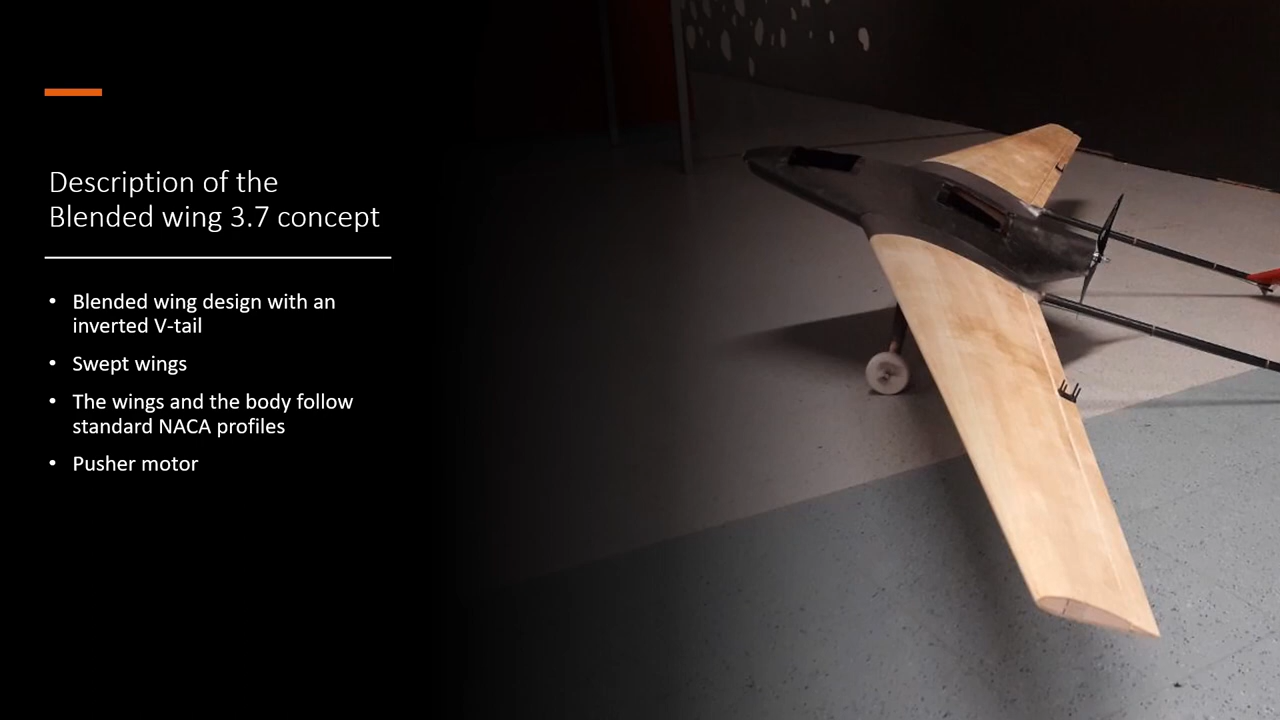 Description of the
Blended wing 3.7 concept
• Blended wing design with an
inverted V-tail
• Swept wings
• The wings and the body follow
standard NACA profiles
• Pusher motor